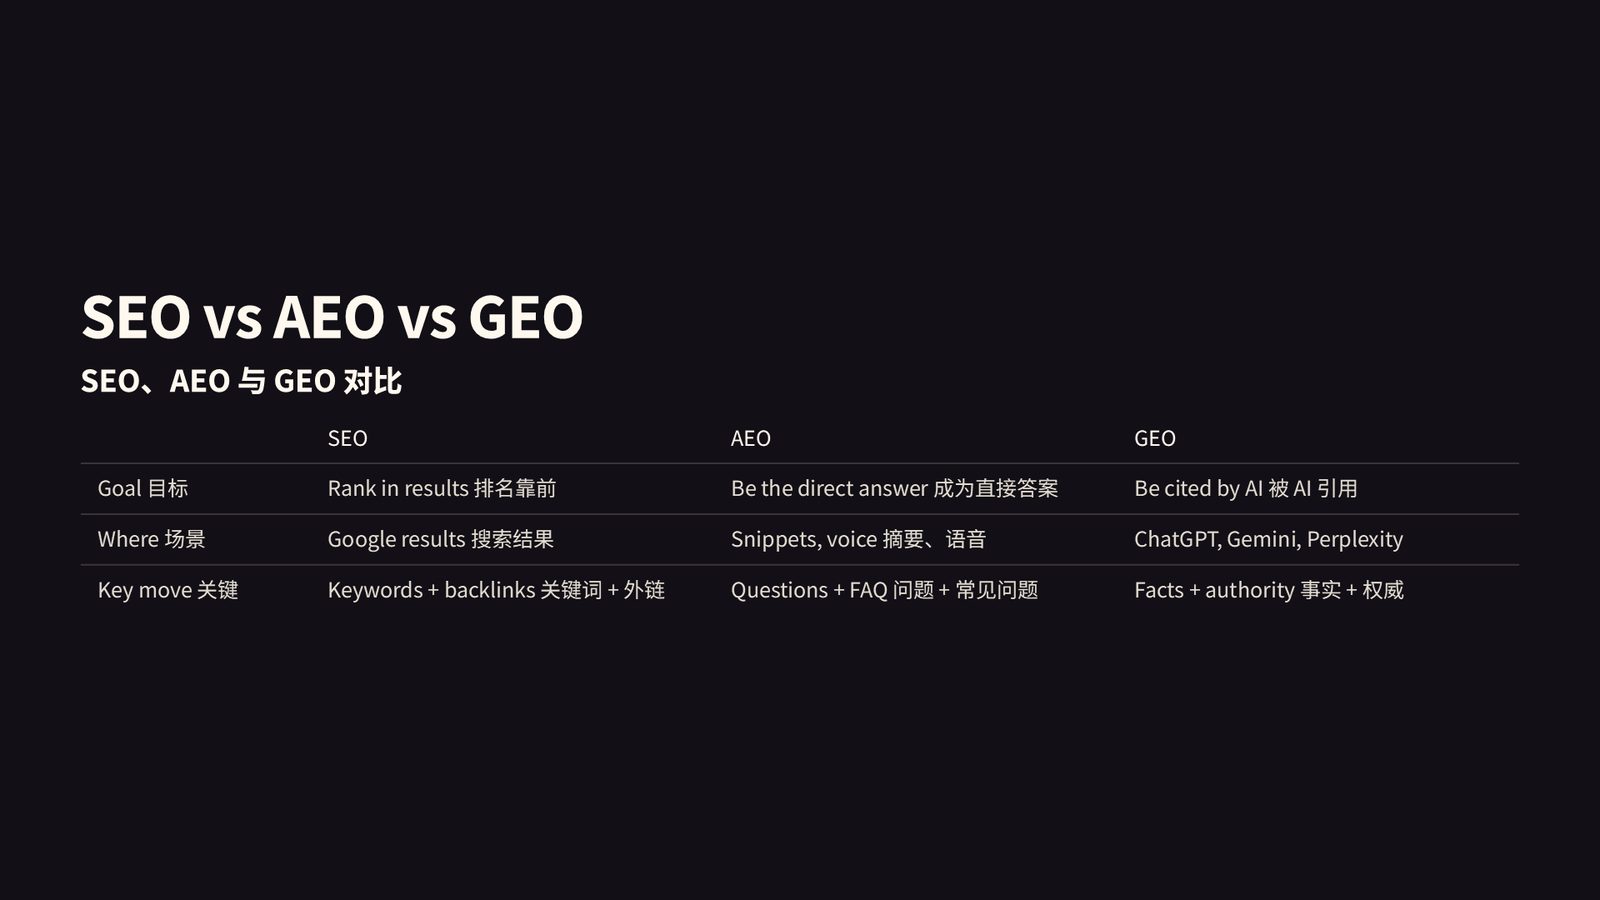 SEO vs AEO vs GEO
SEO、AEO 与 GEO 对比
SEO AEO GEO
Goal 目标 Rank in results 排名靠前 Be the direct answer 成为直接答案 Be cited by AI 被 AI 引用
Where 场景 Google results 搜索结果 Snippets, voice 摘要、语音 ChatGPT, Gemini, Perplexity
Key move 关键 Keywords + backlinks 关键词 + 外链 Questions + FAQ 问题 + 常见问题 Facts + authority 事实 + 权威